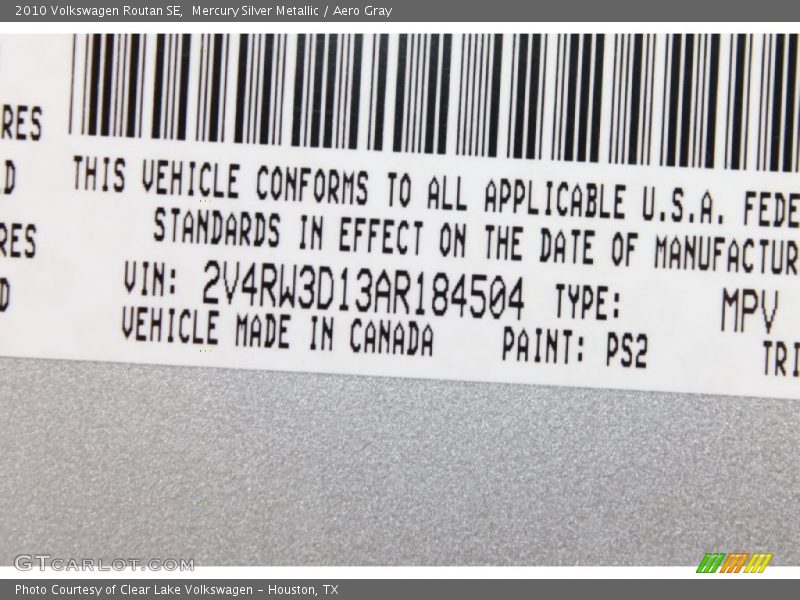 2010 Volkswagen Routan SE, Mercury Silver Metallic / Aero Gray
RES
D
RES
D
THIS VEHICLE CONFORMS TO ALL APPLICABLE U.S.A. FEDE
STANDARDS IN EFFECT ON THE DATE OF MANUFACTUR
VIN: 2V4RW3D13AR184504 TYPE: MPV
VEHICLE MADE IN CANADA PAINT: PS2
TRI
GTCARLOT.COM
Photo Courtesy of Clear Lake Volkswagen – Houston, TX